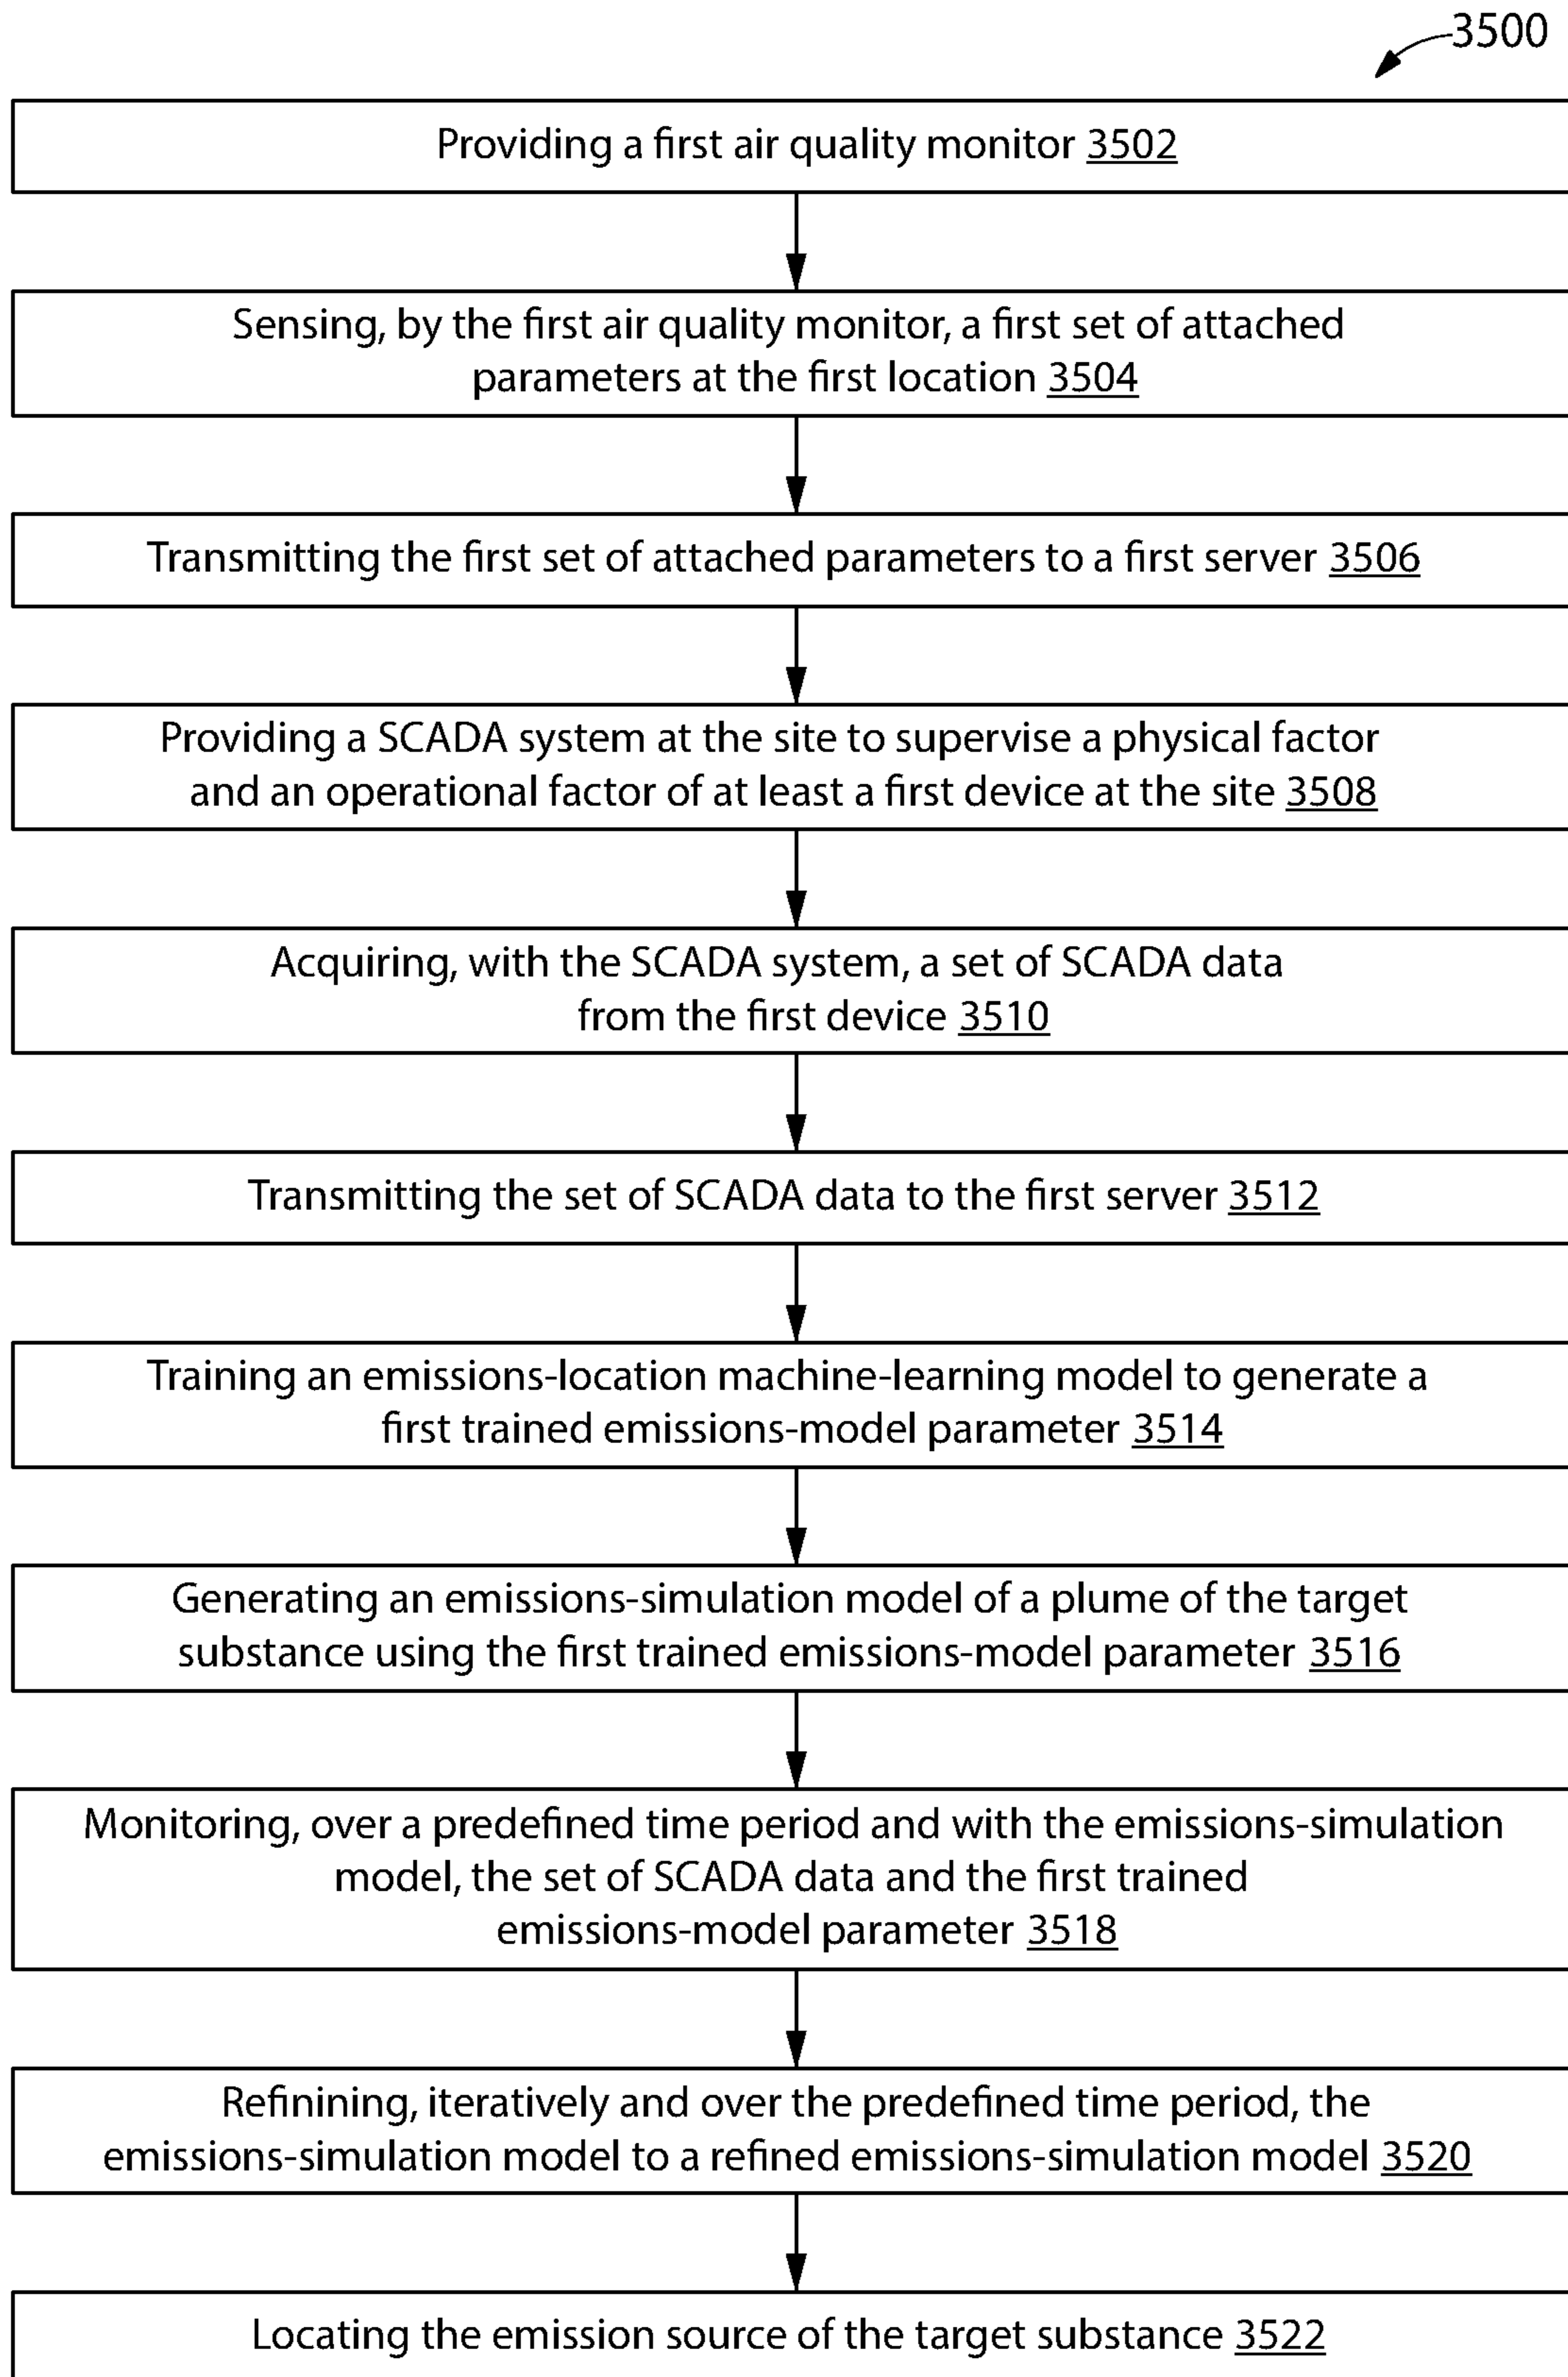 3500
Providing a first air quality monitor 3502
Sensing, by the first air quality monitor, a first set of attached
parameters at the first location 3504
Transmitting the first set of attached parameters to a first server 3506
Providing a SCADA system at the site to supervise a physical factor
and an operational factor of at least a first device at the site 3508
Acquiring, with the SCADA system, a set of SCADA data
from the first device 3510
Transmitting the set of SCADA data to the first server 3512
Training an emissions-location machine-learning model to generate a
first trained emissions-model parameter 3514
Generating an emissions-simulation model of a plume of the target
substance using the first trained emissions-model parameter 3516
Monitoring, over a predefined time period and with the emissions-simulation
model, the set of SCADA data and the first trained
emissions-model parameter 3518
Refinining, iteratively and over the predefined time period, the
emissions-simulation model to a refined emissions-simulation model 3520
Locating the emission source of the target substance 3522